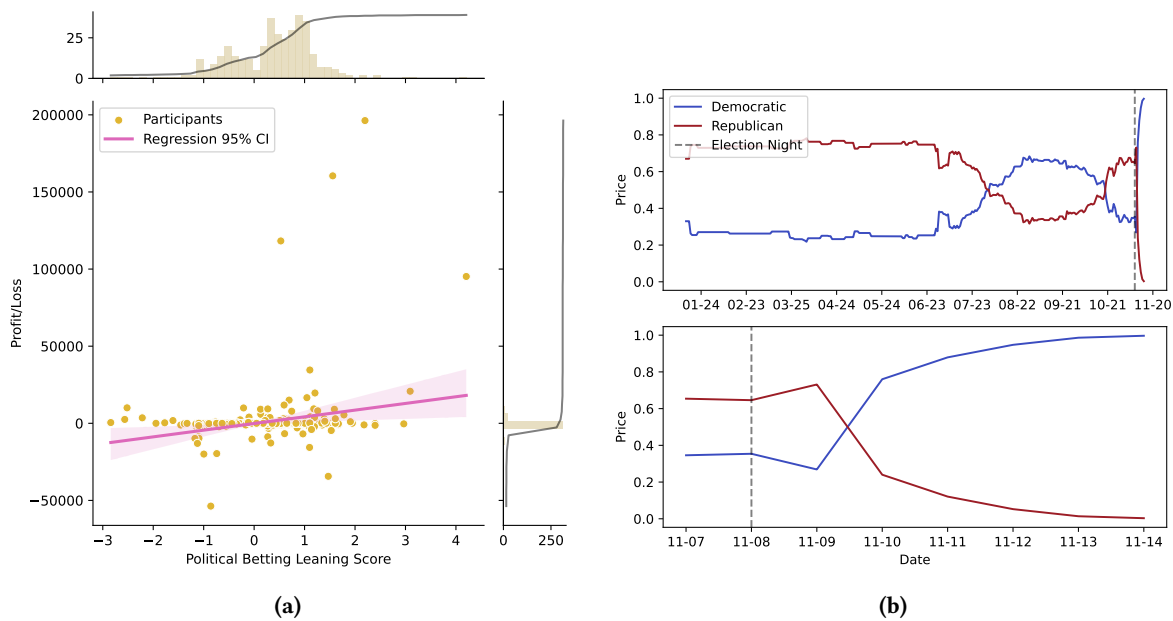 25
0
200000
150000
100000
50000
0
−50000
Profit/Loss
Participants
Regression 95% CI
−3 −2 −1 0 1 2 3 4
Political Betting Leaning Score
0 250
(a)
1.0
0.8
0.6
0.4
0.2
0.0
Price
Democratic
Republican
Election Night
01-24 02-23 03-25 04-24 05-24 06-23 07-23 08-22 09-21 10-21 11-20
1.0
0.8
0.6
0.4
0.2
0.0
Price
11-07 11-08 11-09 11-10 11-11 11-12 11-13 11-14
Date
(b)